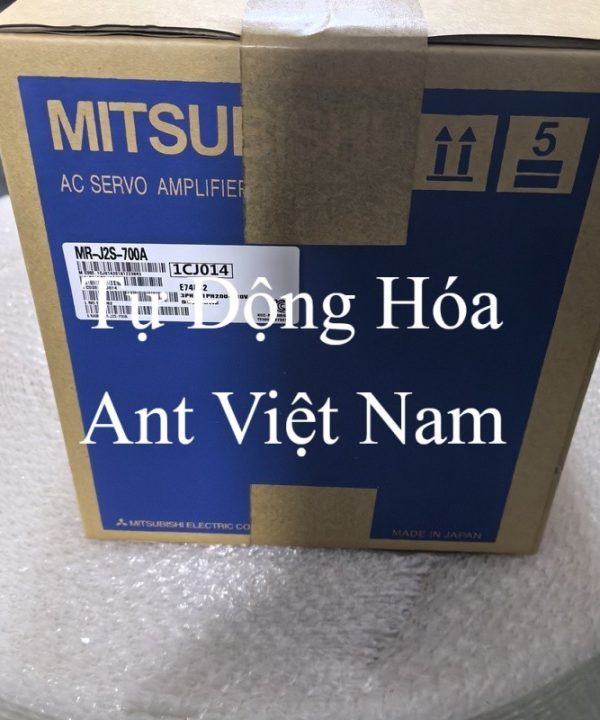 MITSUBISHI
5
AC SERVO AMPLIFIER
MR-J2S-700A
1CJ014
Tự Động Hóa
Ant Việt Nam
MITSUBISHI ELECTRIC CO
MADE IN JAPAN